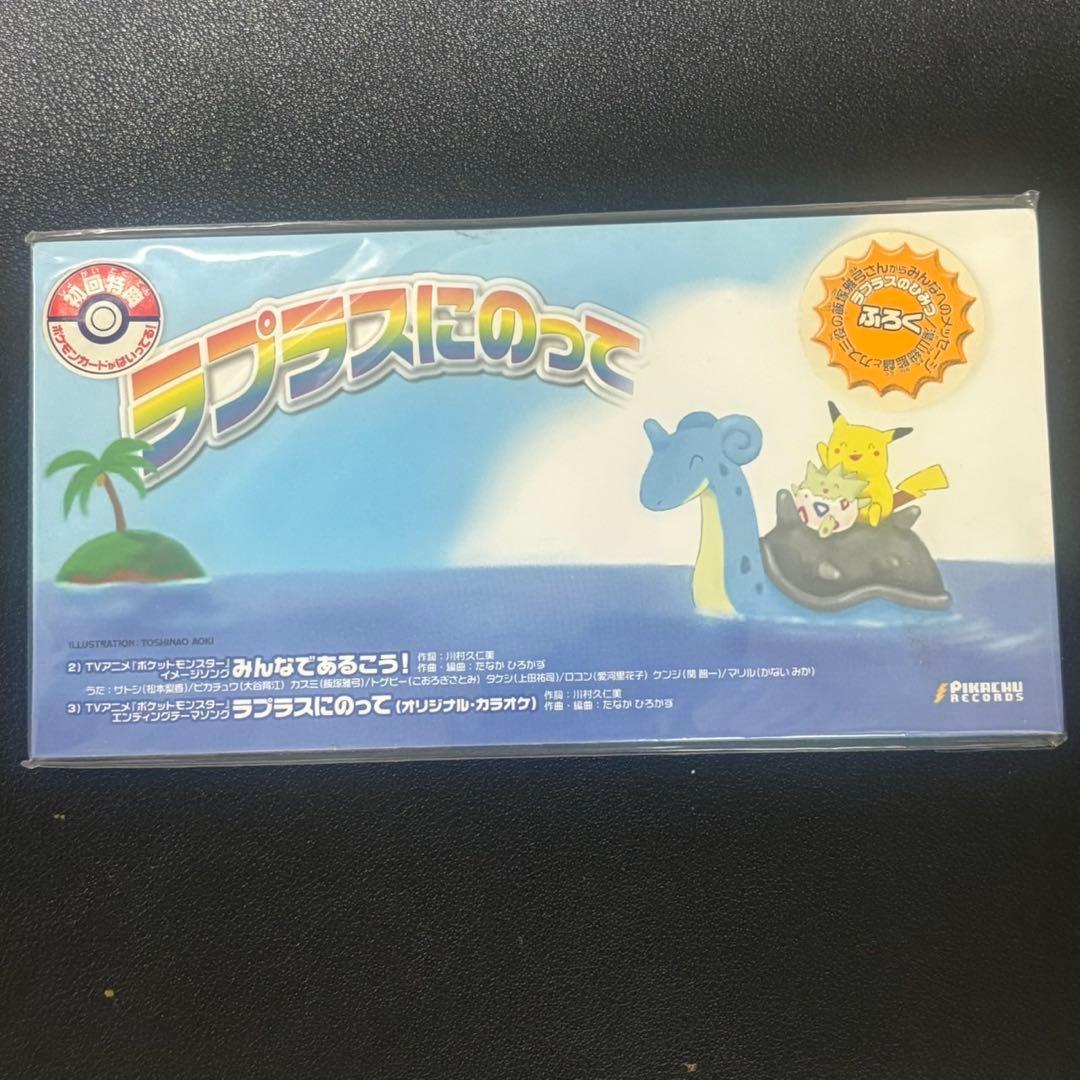 初回特典
ポケモンカードがはいってる!
ラプラスにのって
ラプラスのひみつ
ふろく
ILLUSTRATION : TOSHINAO AOKI
2) TVアニメ『ポケットモンスター』イメージソング みんなであるこう! 作詞:川村久仁美 作曲・編曲:たなか ひろかず
うた:サトシ(松本梨香)/ピカチュウ(大谷育江) カスミ(飯塚雅弓)/トゲピー(こおろぎさとみ) タケシ(上田祐司)/ロコン(愛河里花子) ケンジ(関 智一)/マリル(かない みか)
3) TVアニメ『ポケットモンスター』エンディングテーマソング ラプラスにのって(オリジナル・カラオケ) 作詞:川村久仁美 作曲・編曲:たなか ひろかず
PIKACHU
RECORDS